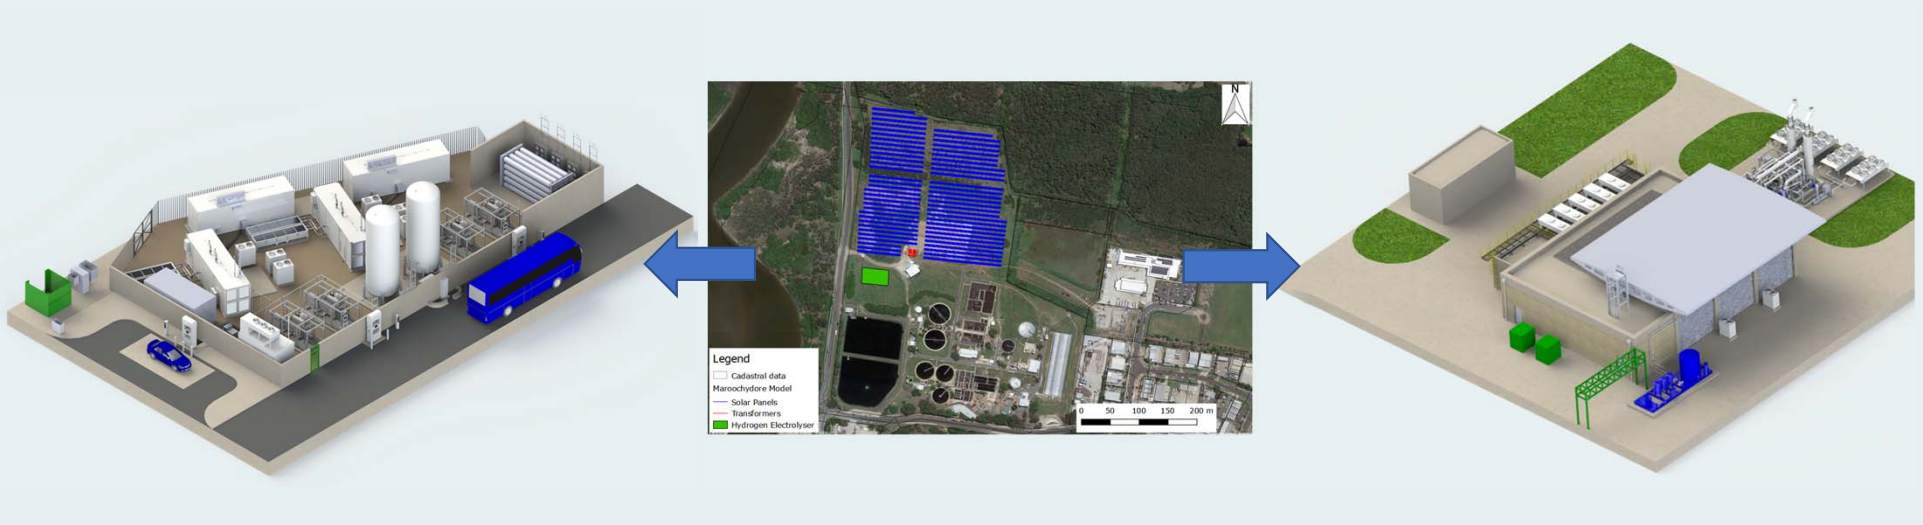 N
Legend
Cadastral data
Maroochydore Model
Solar Panels
Transformers
Hydrogen Electrolyser
0 50 100 150 200 m